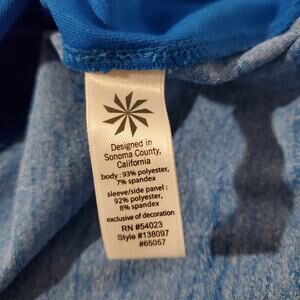 Designed in
Sonoma County,
California
body : 93% polyester,
7% spandex
sleeve/side panel :
92% polyester,
8% spandex
exclusive of decoration
RN #54023
Style #138097
#65057